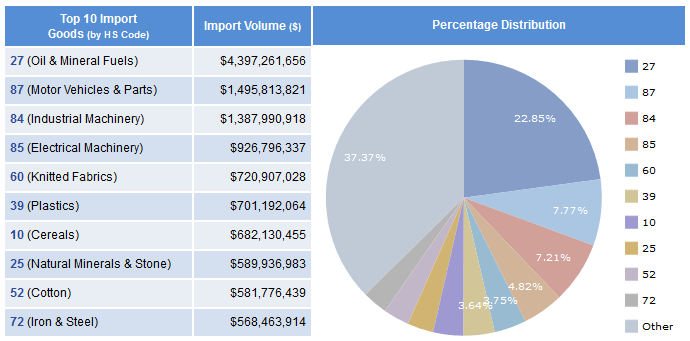 Top 10 Import
Goods (by HS Code)
Import Volume ($)
Percentage Distribution
27 (Oil & Mineral Fuels) $4,397,261,656
87 (Motor Vehicles & Parts) $1,495,813,821
84 (Industrial Machinery) $1,387,990,918
85 (Electrical Machinery) $926,796,337
60 (Knitted Fabrics) $720,907,028
39 (Plastics) $701,192,064
10 (Cereals) $682,130,455
25 (Natural Minerals & Stone) $589,936,983
52 (Cotton) $581,776,439
72 (Iron & Steel) $568,463,914
22.85%
7.77%
7.21%
4.82%
3.75%
3.64%
37.37%
27
87
84
85
60
39
10
25
52
72
Other